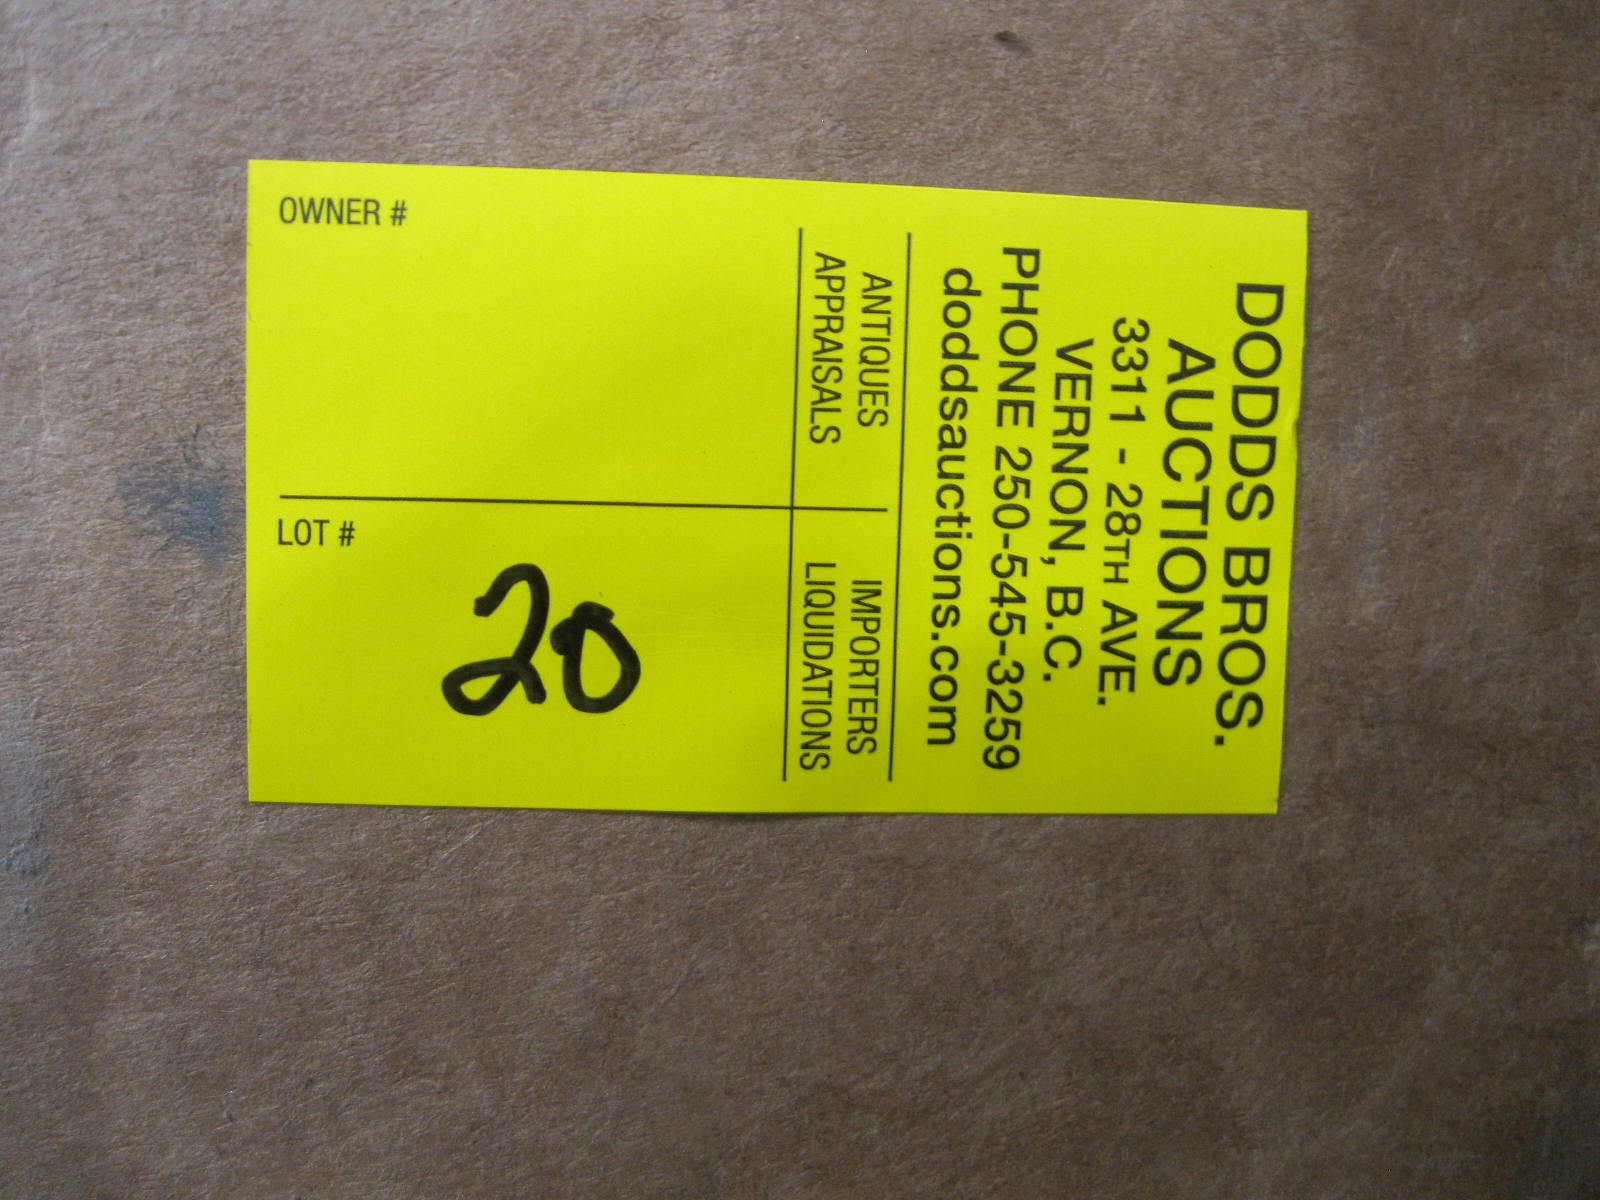 DODDS BROS.
AUCTIONS
3311 - 28TH AVE.
VERNON, B.C.
PHONE 250-545-3259
doddsauctions.com
ANTIQUES
APPRAISALS
IMPORTERS
LIQUIDATIONS
OWNER #
LOT #
20